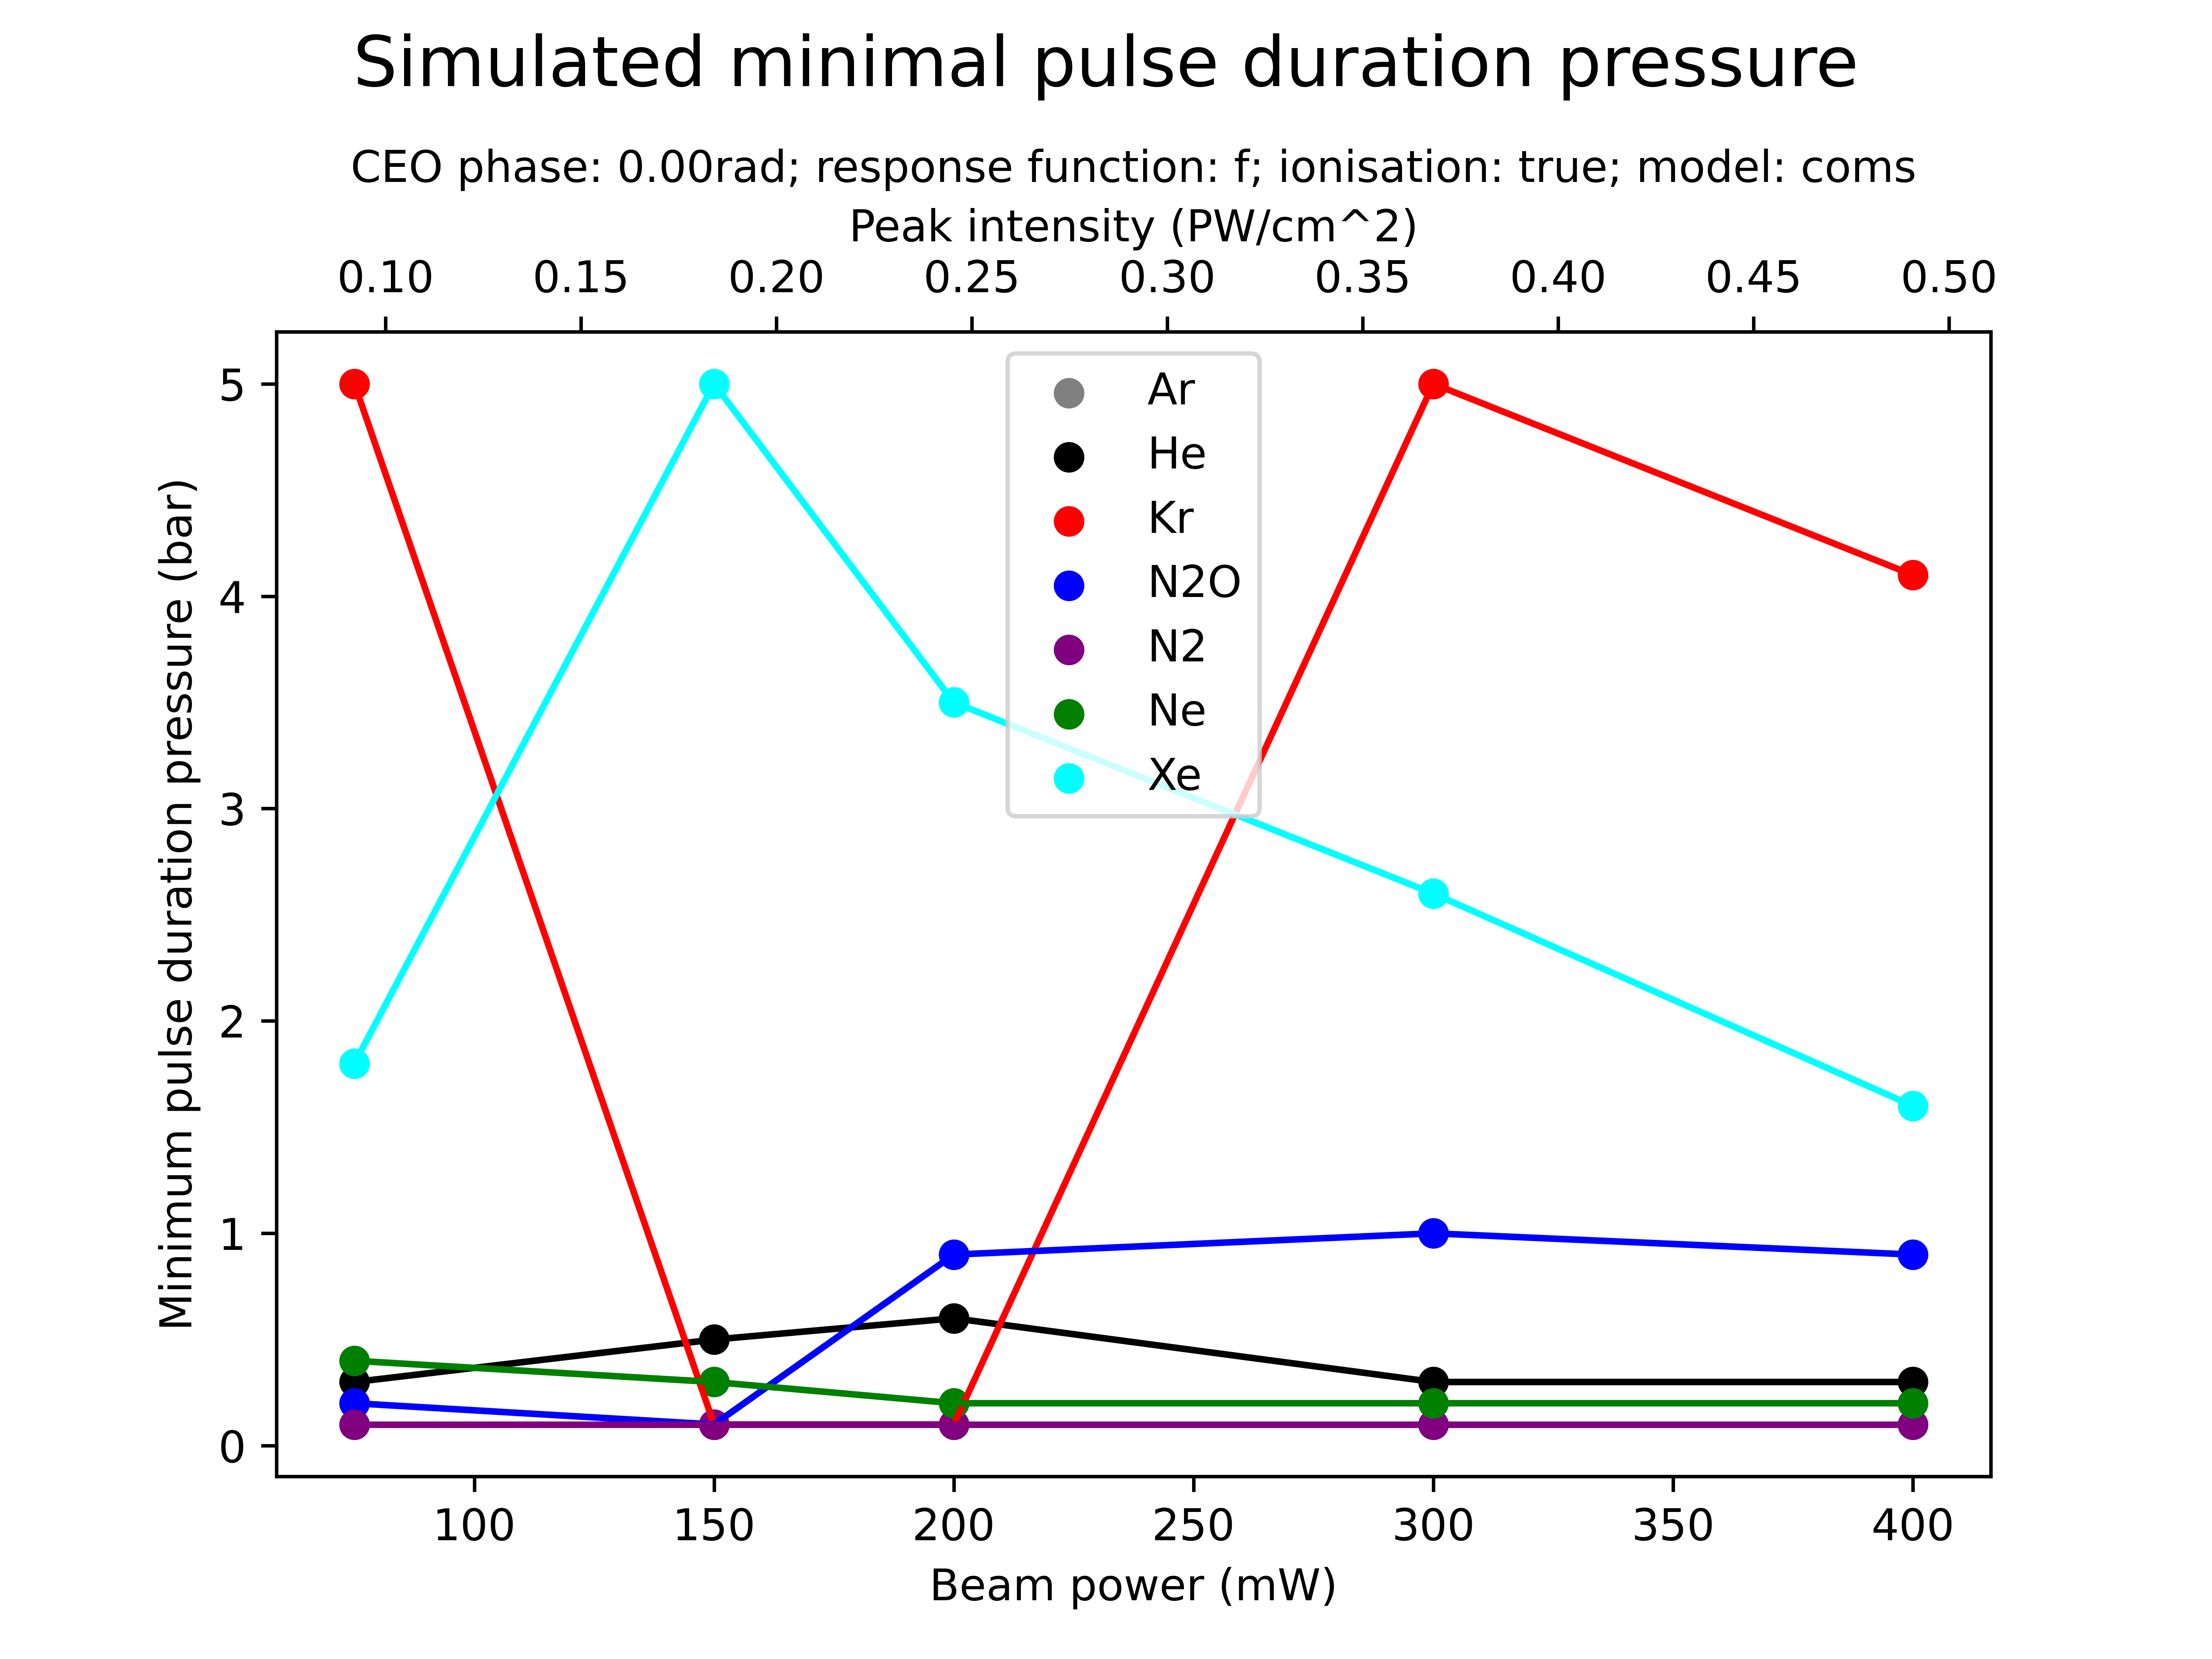 Simulated minimal pulse duration pressure
CEO phase: 0.00rad; response function: f; ionisation: true; model: coms
Peak intensity (PW/cm^2)
0.10 0.15 0.20 0.25 0.30 0.35 0.40 0.45 0.50
Minimum pulse duration pressure (bar)
5
4
3
2
1
0
Ar
He
Kr
N2O
N2
Ne
Xe
100 150 200 250 300 350 400
Beam power (mW)